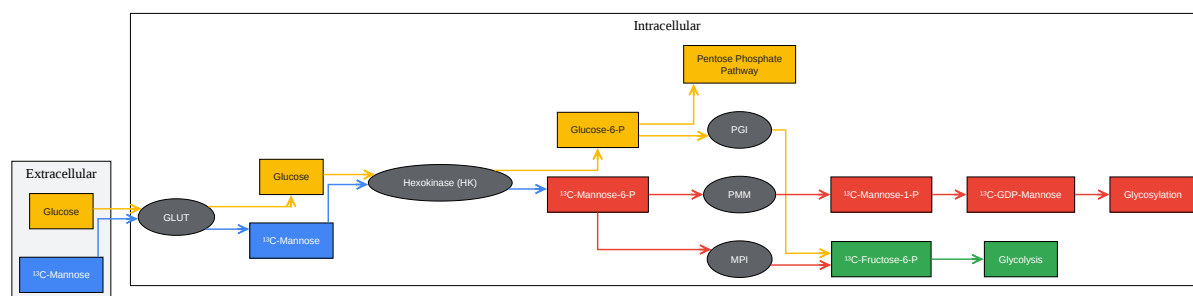 Intracellular
Pentose Phosphate
Pathway
Glucose-6-P
PGI
Extracellular
Glucose
Hexokinase (HK)
¹³C-Mannose-6-P
PMM
¹³C-Mannose-1-P
¹³C-GDP-Mannose
Glycosylation
Glucose
GLUT
¹³C-Mannose
MPI
¹³C-Fructose-6-P
Glycolysis
¹³C-Mannose